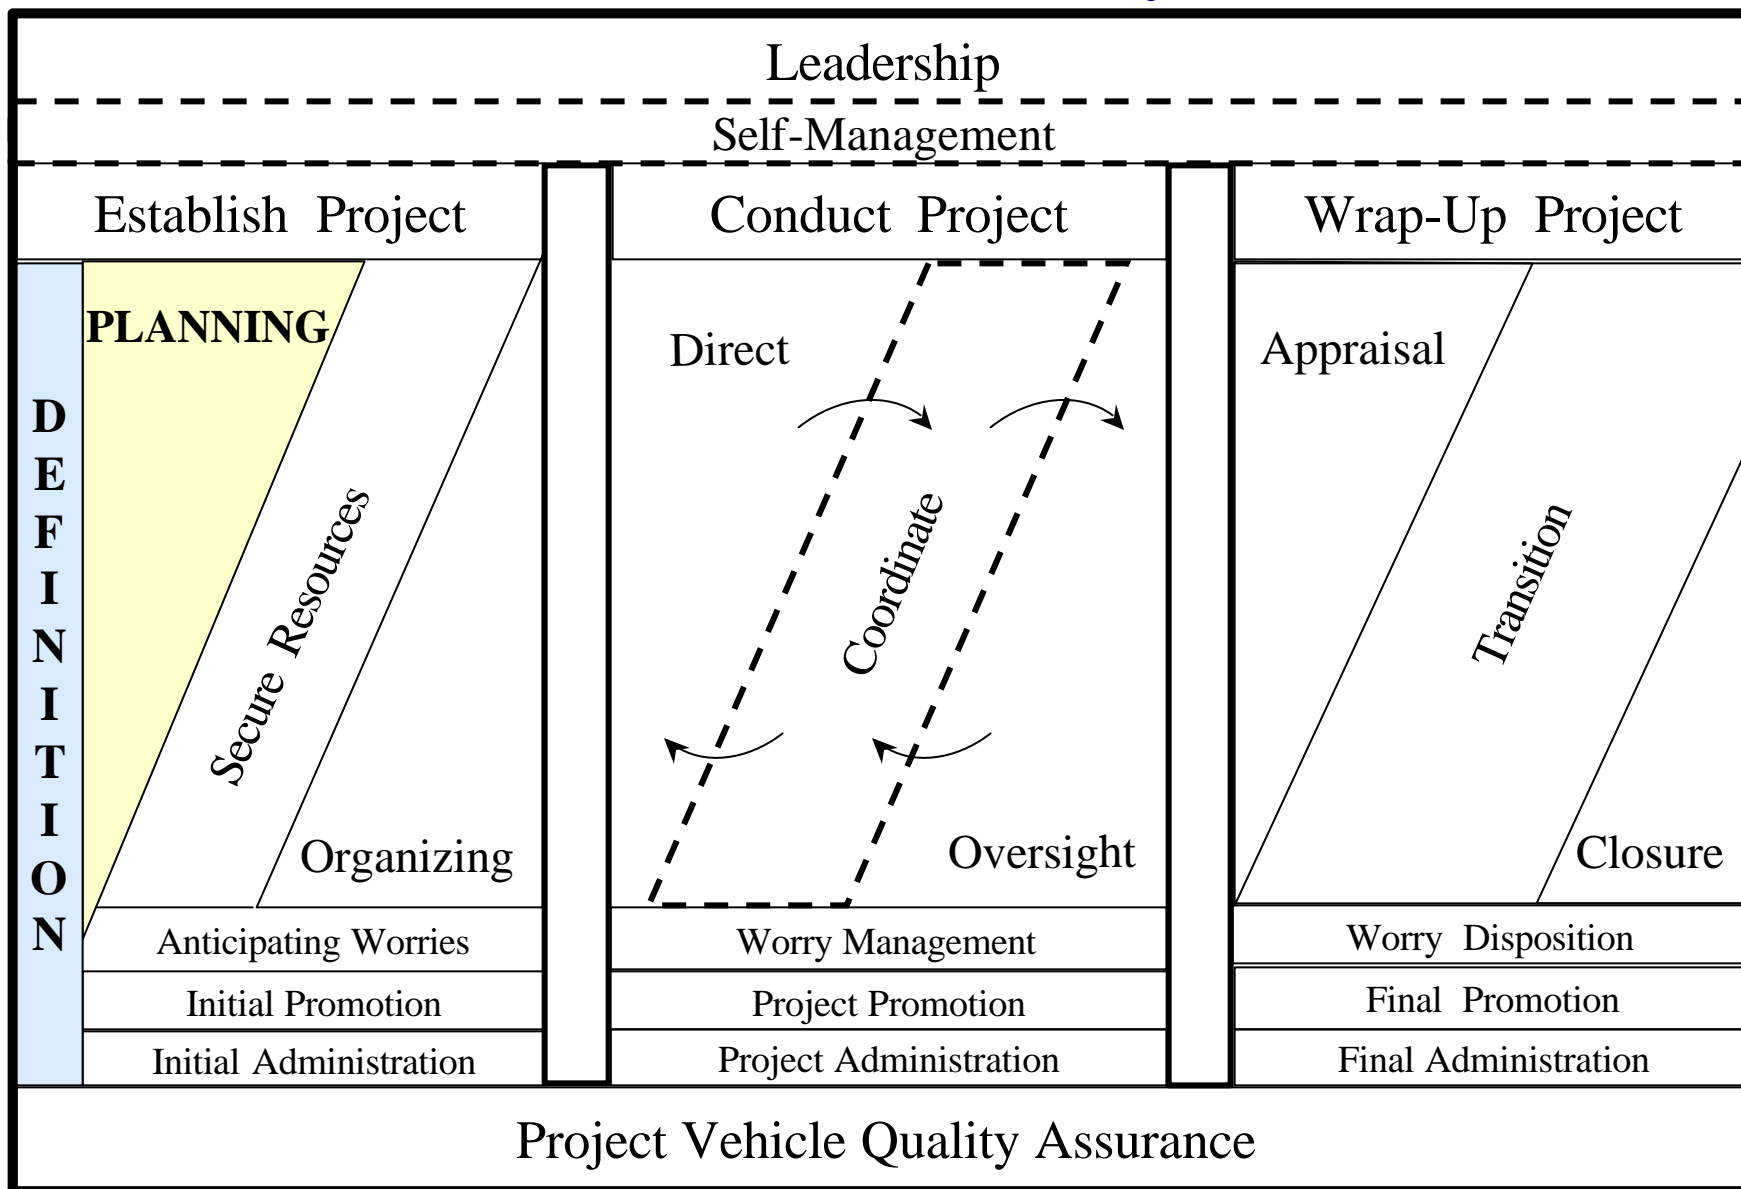 Leadership
Self-Management
Establish Project
Conduct Project
Wrap-Up Project
DEFINITION
PLANNING
Secure Resources
Organizing
Direct
Coordinate
Oversight
Appraisal
Transition
Closure
Anticipating Worries
Worry Management
Worry Disposition
Initial Promotion
Project Promotion
Final Promotion
Initial Administration
Project Administration
Final Administration
Project Vehicle Quality Assurance